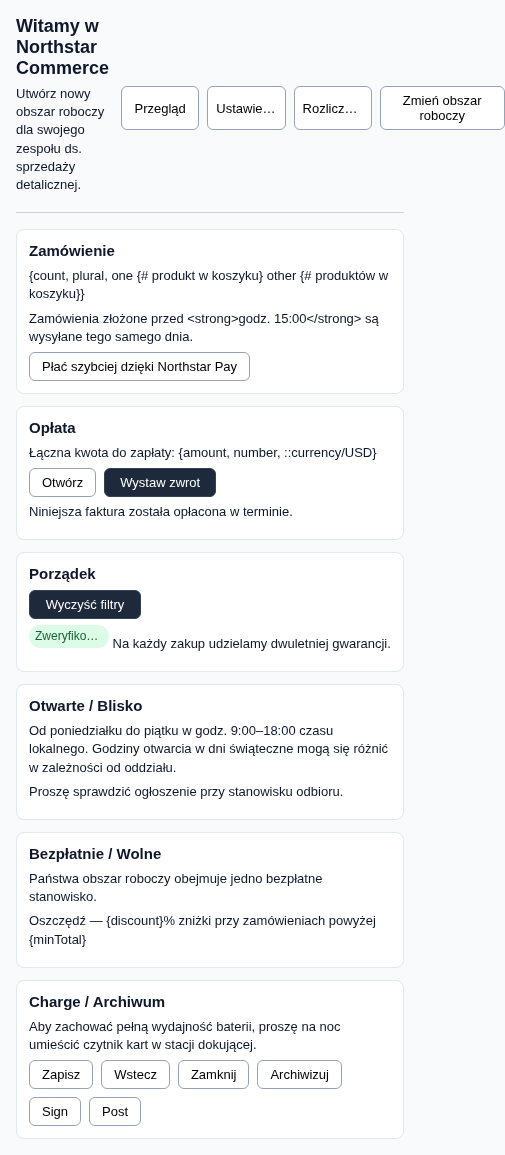 Witamy w
Northstar
Commerce
Utwórz nowy
obszar roboczy
dla swojego
zespołu ds.
sprzedaży
detalicznej.
Przegląd
Ustawie…
Rozlicz…
Zmień obszar
roboczy
Zamówienie
{count, plural, one {# produkt w koszyku} other {# produktów w
koszyku}}
Zamówienia złożone przed <strong>godz. 15:00</strong> są
wysyłane tego samego dnia.
Płać szybciej dzięki Northstar Pay
Opłata
Łączna kwota do zapłaty: {amount, number, ::currency/USD}
Otwórz
Wystaw zwrot
Niniejsza faktura została opłacona w terminie.
Porządek
Wyczyść filtry
Zweryfiko…
Na każdy zakup udzielamy dwuletniej gwarancji.
Otwarte / Blisko
Od poniedziałku do piątku w godz. 9:00–18:00 czasu
lokalnego. Godziny otwarcia w dni świąteczne mogą się różnić
w zależności od oddziału.
Proszę sprawdzić ogłoszenie przy stanowisku odbioru.
Bezpłatnie / Wolne
Państwa obszar roboczy obejmuje jedno bezpłatne
stanowisko.
Oszczędź — {discount}% zniżki przy zamówieniach powyżej
{minTotal}
Charge / Archiwum
Aby zachować pełną wydajność baterii, proszę na noc
umieścić czytnik kart w stacji dokującej.
Zapisz
Wstecz
Zamknij
Archiwizuj
Sign
Post